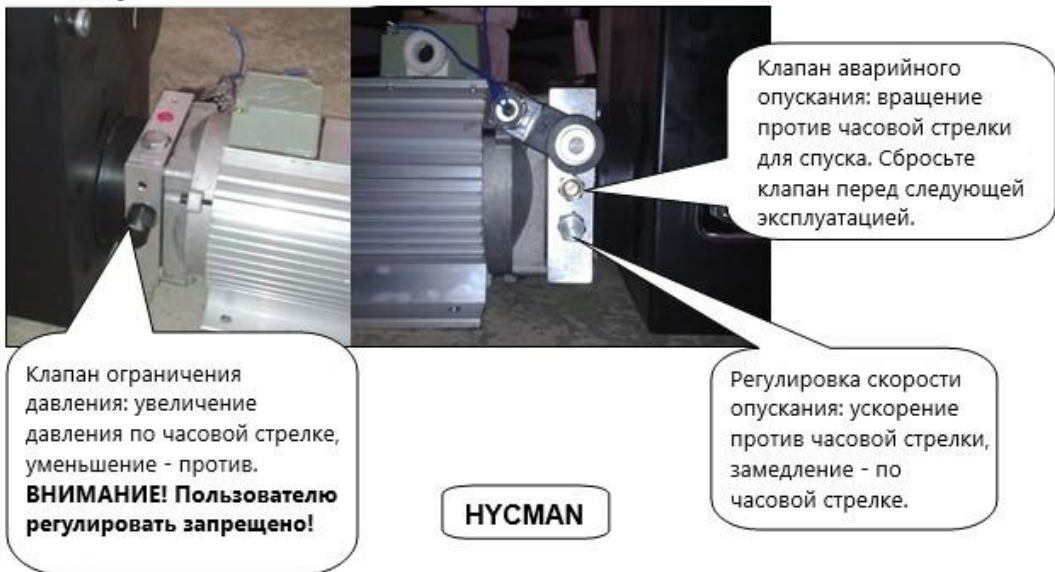 Клапан аварийного
опускания: вращение
против часовой стрелки
для спуска. Сбросьте
клапан перед следующей
эксплуатацией.
Клапан ограничения
давления: увеличение
давления по часовой стрелке,
уменьшение - против.
ВНИМАНИЕ! Пользователю
регулировать запрещено!
Регулировка скорости
опускания: ускорение
против часовой стрелки,
замедление - по
часовой стрелке.
HYCMAN